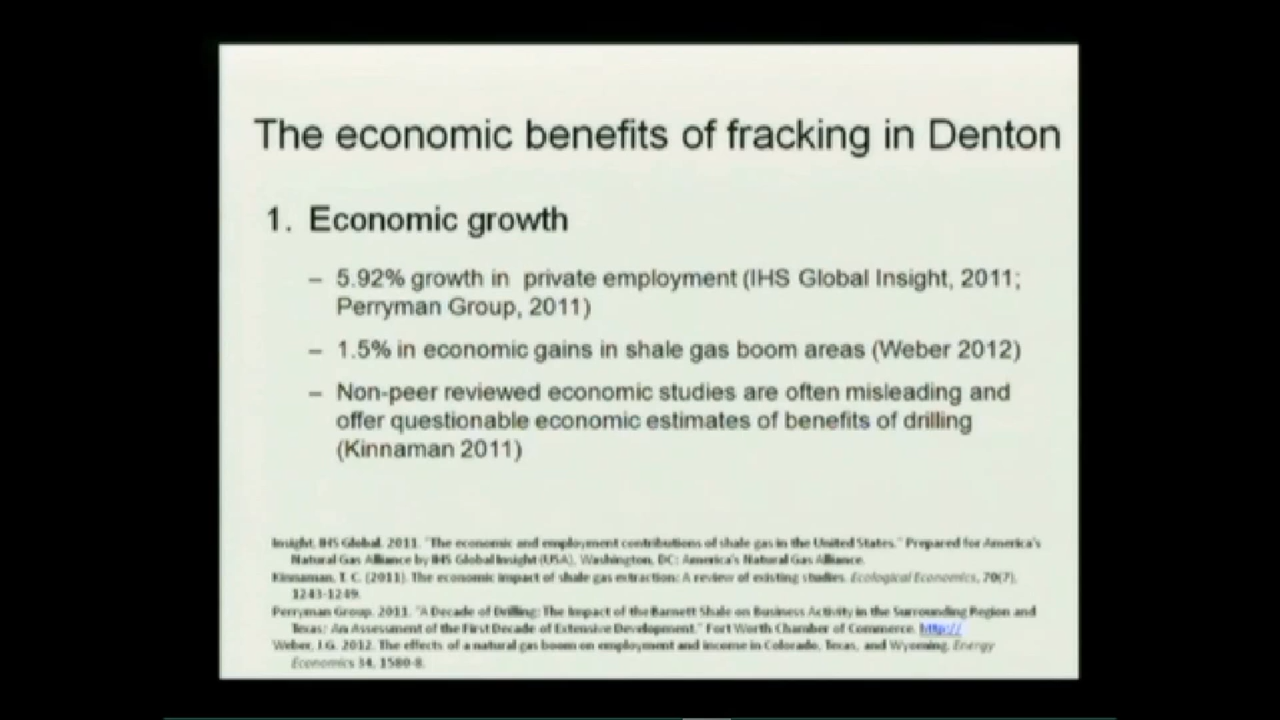 The economic benefits of fracking in Denton
1. Economic growth
– 5.92% growth in private employment (IHS Global Insight, 2011;
Perryman Group, 2011)
– 1.5% in economic gains in shale gas boom areas (Weber 2012)
– Non-peer reviewed economic studies are often misleading and
offer questionable economic estimates of benefits of drilling
(Kinnaman 2011)
Insight, IHS Global. 2011. "The economic and employment contributions of shale gas in the United States." Prepared for America's
Natural Gas Alliance by IHS Global Insight (USA), Washington, DC: America's Natural Gas Alliance.
Kinnaman, T. C. (2011). The economic impact of shale gas extraction: A review of existing studies. Ecological Economics, 70(7),
1243-1249.
Perryman Group. 2011. "A Decade of Drilling: The Impact of the Barnett Shale on Business Activity in the Surrounding Region and
Texas: An Assessment of the First Decade of Extensive Development." Fort Worth Chamber of Commerce. http://
Weber, J.G. 2012. The effects of a natural gas boom on employment and income in Colorado, Texas, and Wyoming. Energy
Economics 34, 1580-8.